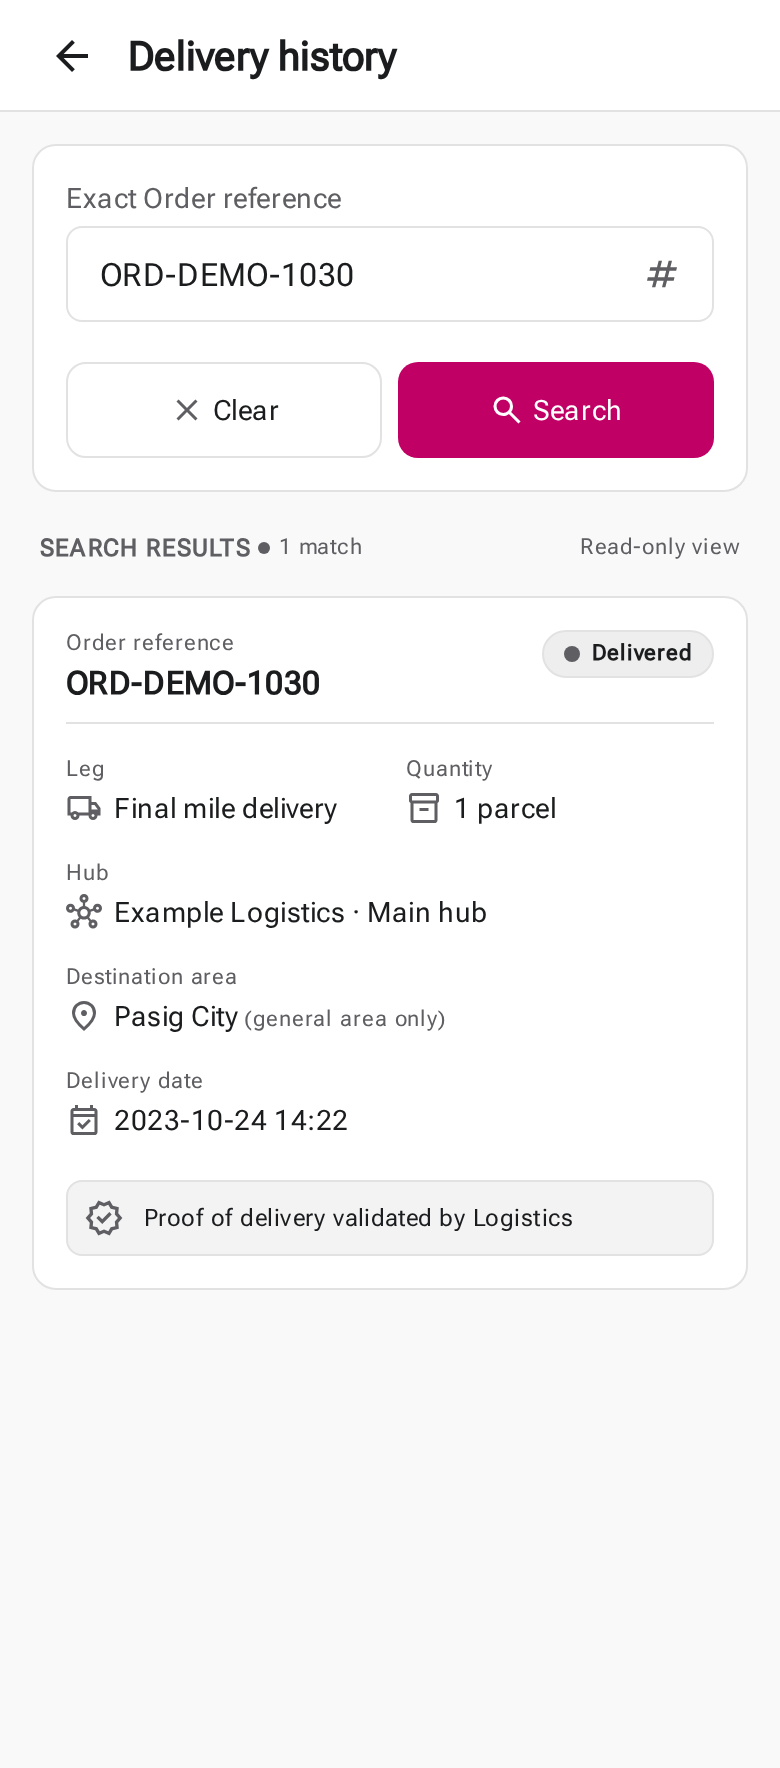 Delivery history
Exact Order reference
ORD-DEMO-1030 #
Clear
Search
SEARCH RESULTS ● 1 match
Read-only view
Order reference
ORD-DEMO-1030
Delivered
Leg
Final mile delivery
Quantity
1 parcel
Hub
Example Logistics · Main hub
Destination area
Pasig City (general area only)
Delivery date
2023-10-24 14:22
Proof of delivery validated by Logistics